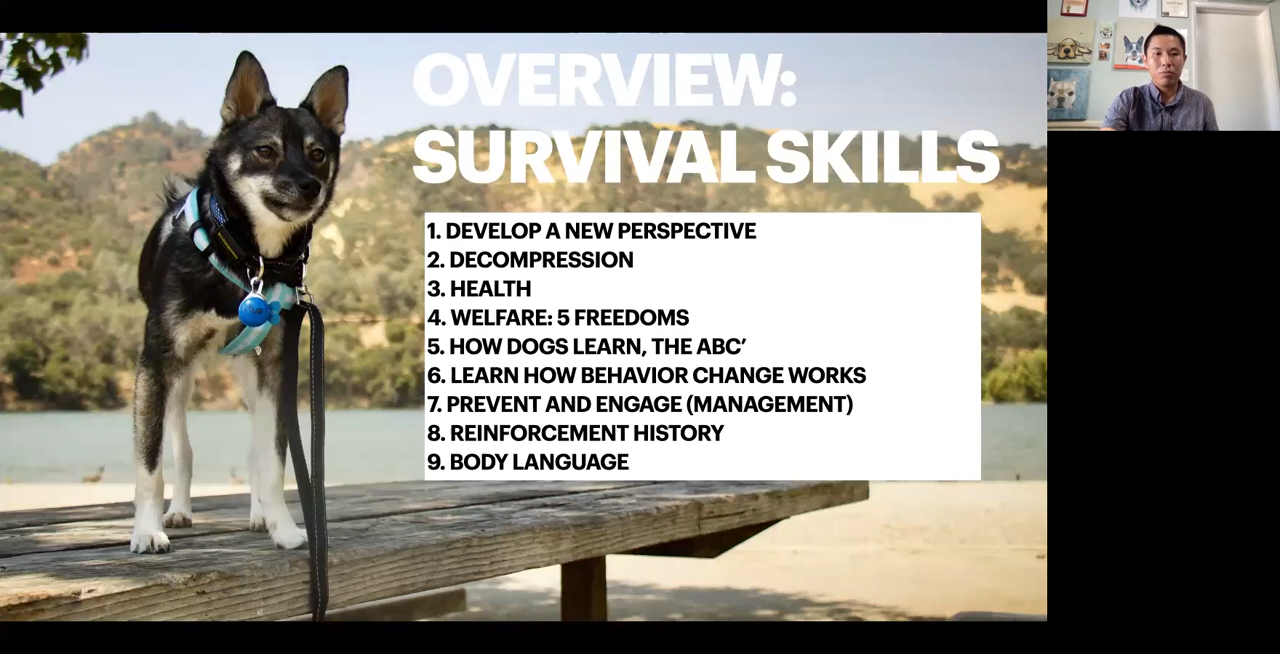 OVERVIEW:
SURVIVAL SKILLS
1. DEVELOP A NEW PERSPECTIVE
2. DECOMPRESSION
3. HEALTH
4. WELFARE: 5 FREEDOMS
5. HOW DOGS LEARN, THE ABC’
6. LEARN HOW BEHAVIOR CHANGE WORKS
7. PREVENT AND ENGAGE (MANAGEMENT)
8. REINFORCEMENT HISTORY
9. BODY LANGUAGE